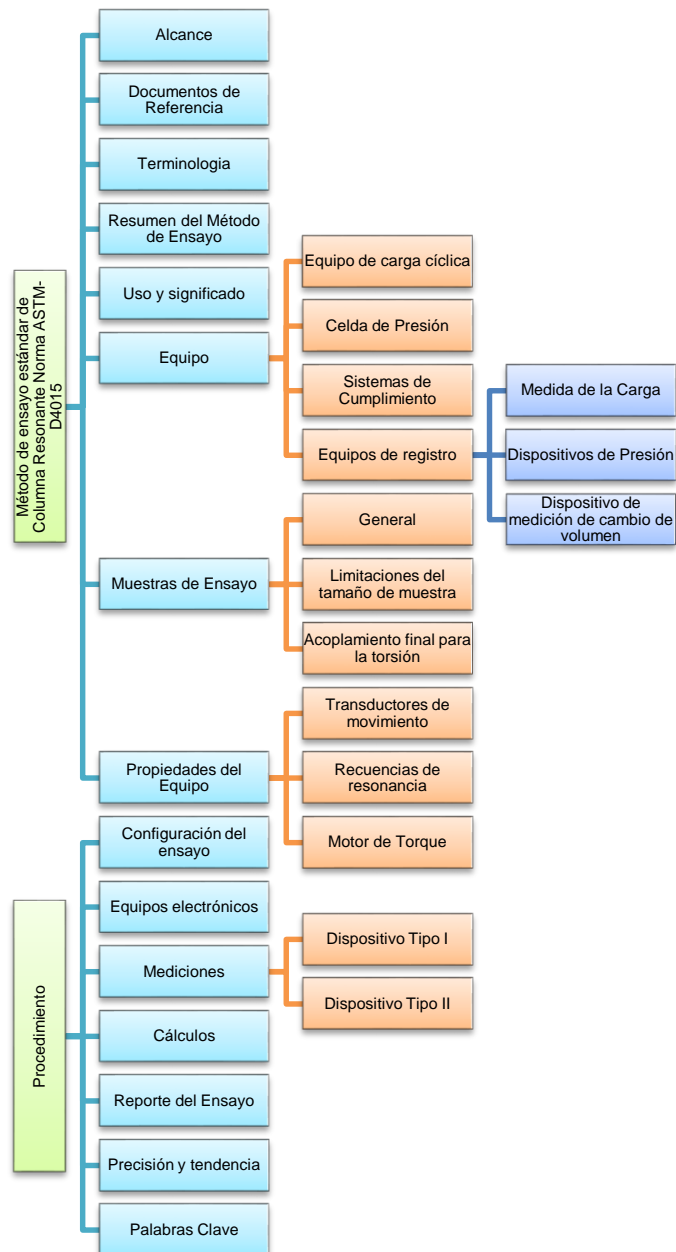 Método de ensayo estándar de
Columna Resonante Norma ASTM-
D4015
Alcance
Documentos de
Referencia
Terminologia
Resumen del Método
de Ensayo
Uso y significado
Equipo
Equipo de carga cíclica
Celda de Presión
Sistemas de
Cumplimiento
Equipos de registro
Medida de la Carga
Dispositivos de Presión
Dispositivo de
medición de cambio de
volumen
Muestras de Ensayo
General
Limitaciones del
tamaño de muestra
Acoplamiento final para
la torsión
Propiedades del
Equipo
Transductores de
movimiento
Recuencias de
resonancia
Motor de Torque
Procedimiento
Configuración del
ensayo
Equipos electrónicos
Mediciones
Dispositivo Tipo I
Dispositivo Tipo II
Cálculos
Reporte del Ensayo
Precisión y tendencia
Palabras Clave